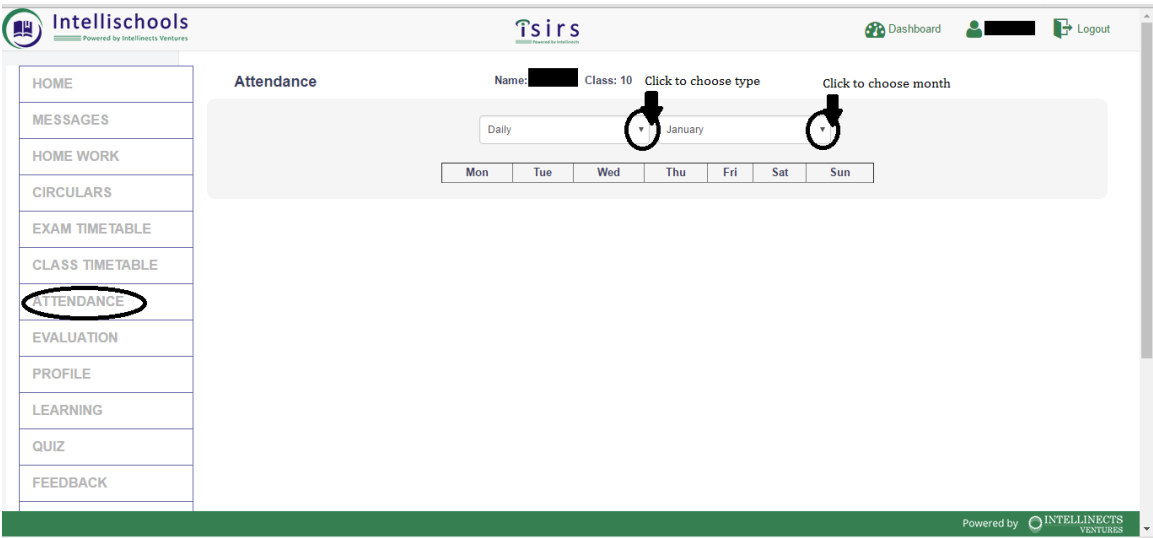 Intellischools
Powered by Intellinects Ventures
isirs
Powered by Intellinects
Dashboard
Logout
HOME
MESSAGES
HOME WORK
CIRCULARS
EXAM TIMETABLE
CLASS TIMETABLE
ATTENDANCE
EVALUATION
PROFILE
LEARNING
QUIZ
FEEDBACK
Attendance Name: Class: 10 Click to choose type Click to choose month
Daily January
Mon Tue Wed Thu Fri Sat Sun
Powered by INTELLINECTS
VENTURES